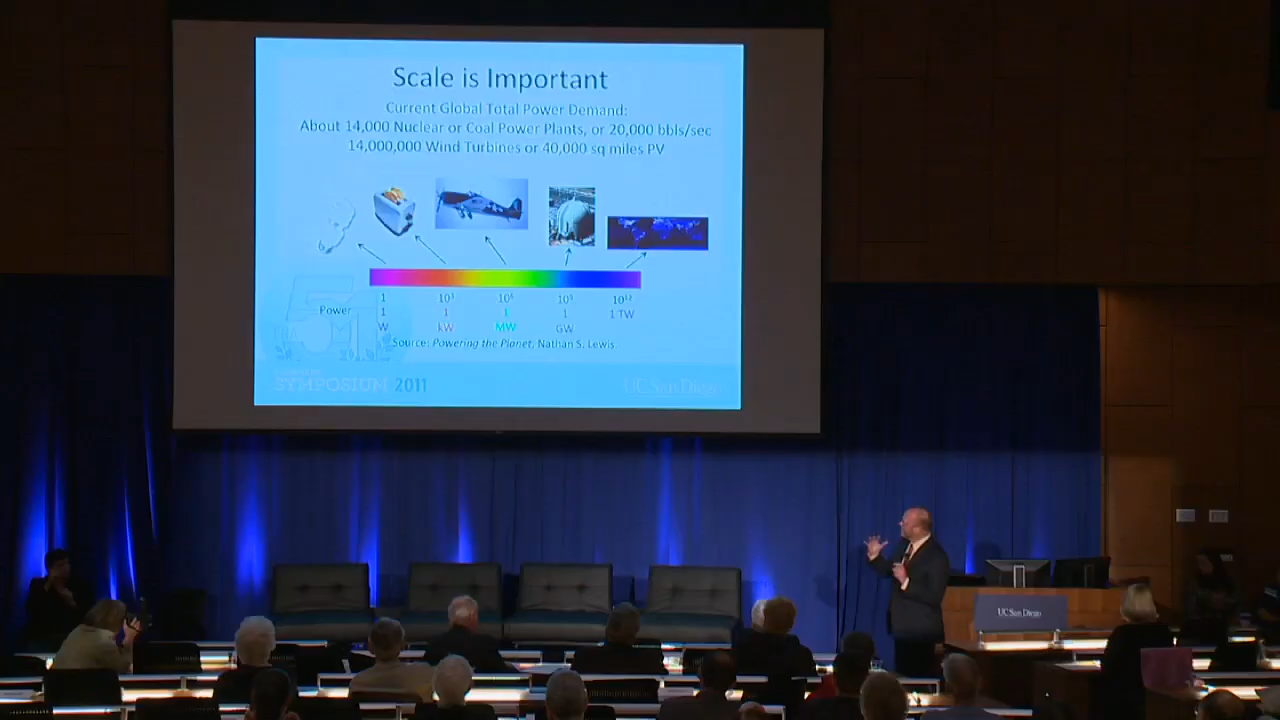 Scale is Important
Current Global Total Power Demand:
About 14,000 Nuclear or Coal Power Plants, or 20,000 bbls/sec
14,000,000 Wind Turbines or 40,000 sq miles PV
1 10³ 10⁶ 10⁹ 10¹²
Power 1 1 1 1 1 TW
W kW MW GW
Source: Powering the Planet, Nathan S. Lewis
SYMPOSIUM 2011
UC San Diego
UC San Diego